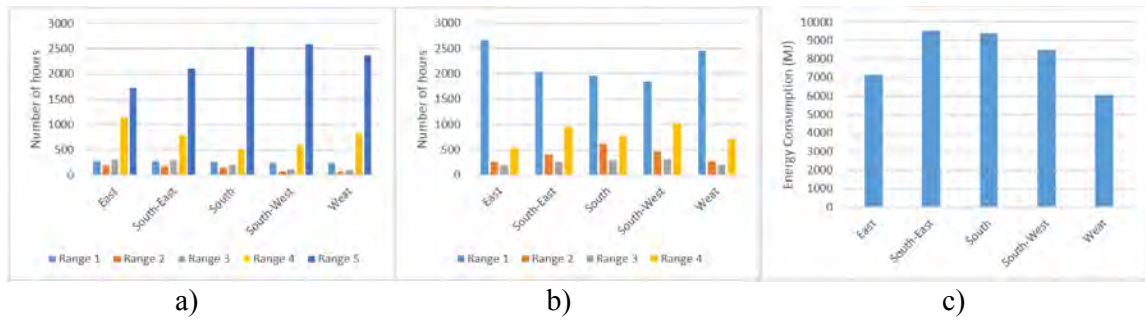 3000
2500
2000
1500
1000
500
0
Number of hours
East
South-East
South
South-West
Weat
Range 1 Range 2 Range 3 Range 4 Range 5
a)
3000
2500
2000
1500
1000
500
0
Number of hours
East
South-East
South
South-West
Weat
Range 1 Range 2 Range 3 Range 4
b)
10000
9000
8000
7000
6000
5000
4000
3000
2000
1000
0
Energy Consumption (MJ)
East
South-East
South
South-West
Weat
c)